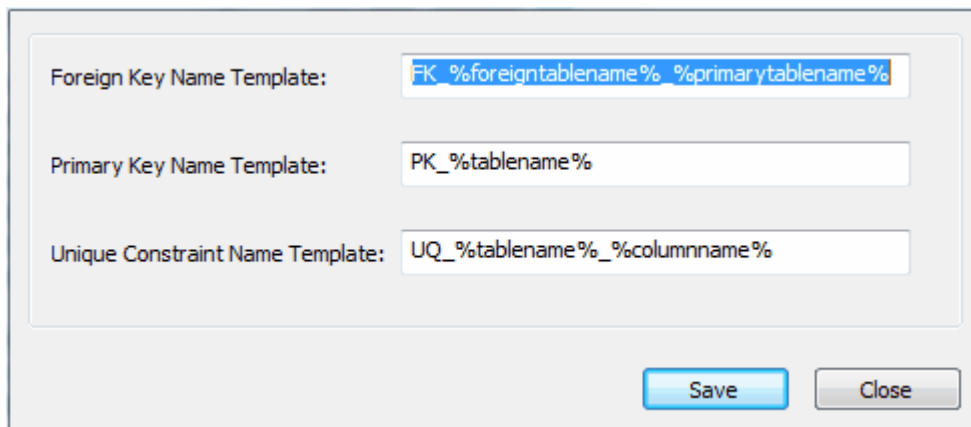 Foreign Key Name Template: FK_%foreigntablename%_%primarytablename%
Primary Key Name Template: PK_%tablename%
Unique Constraint Name Template: UQ_%tablename%_%columnname%
Save Close